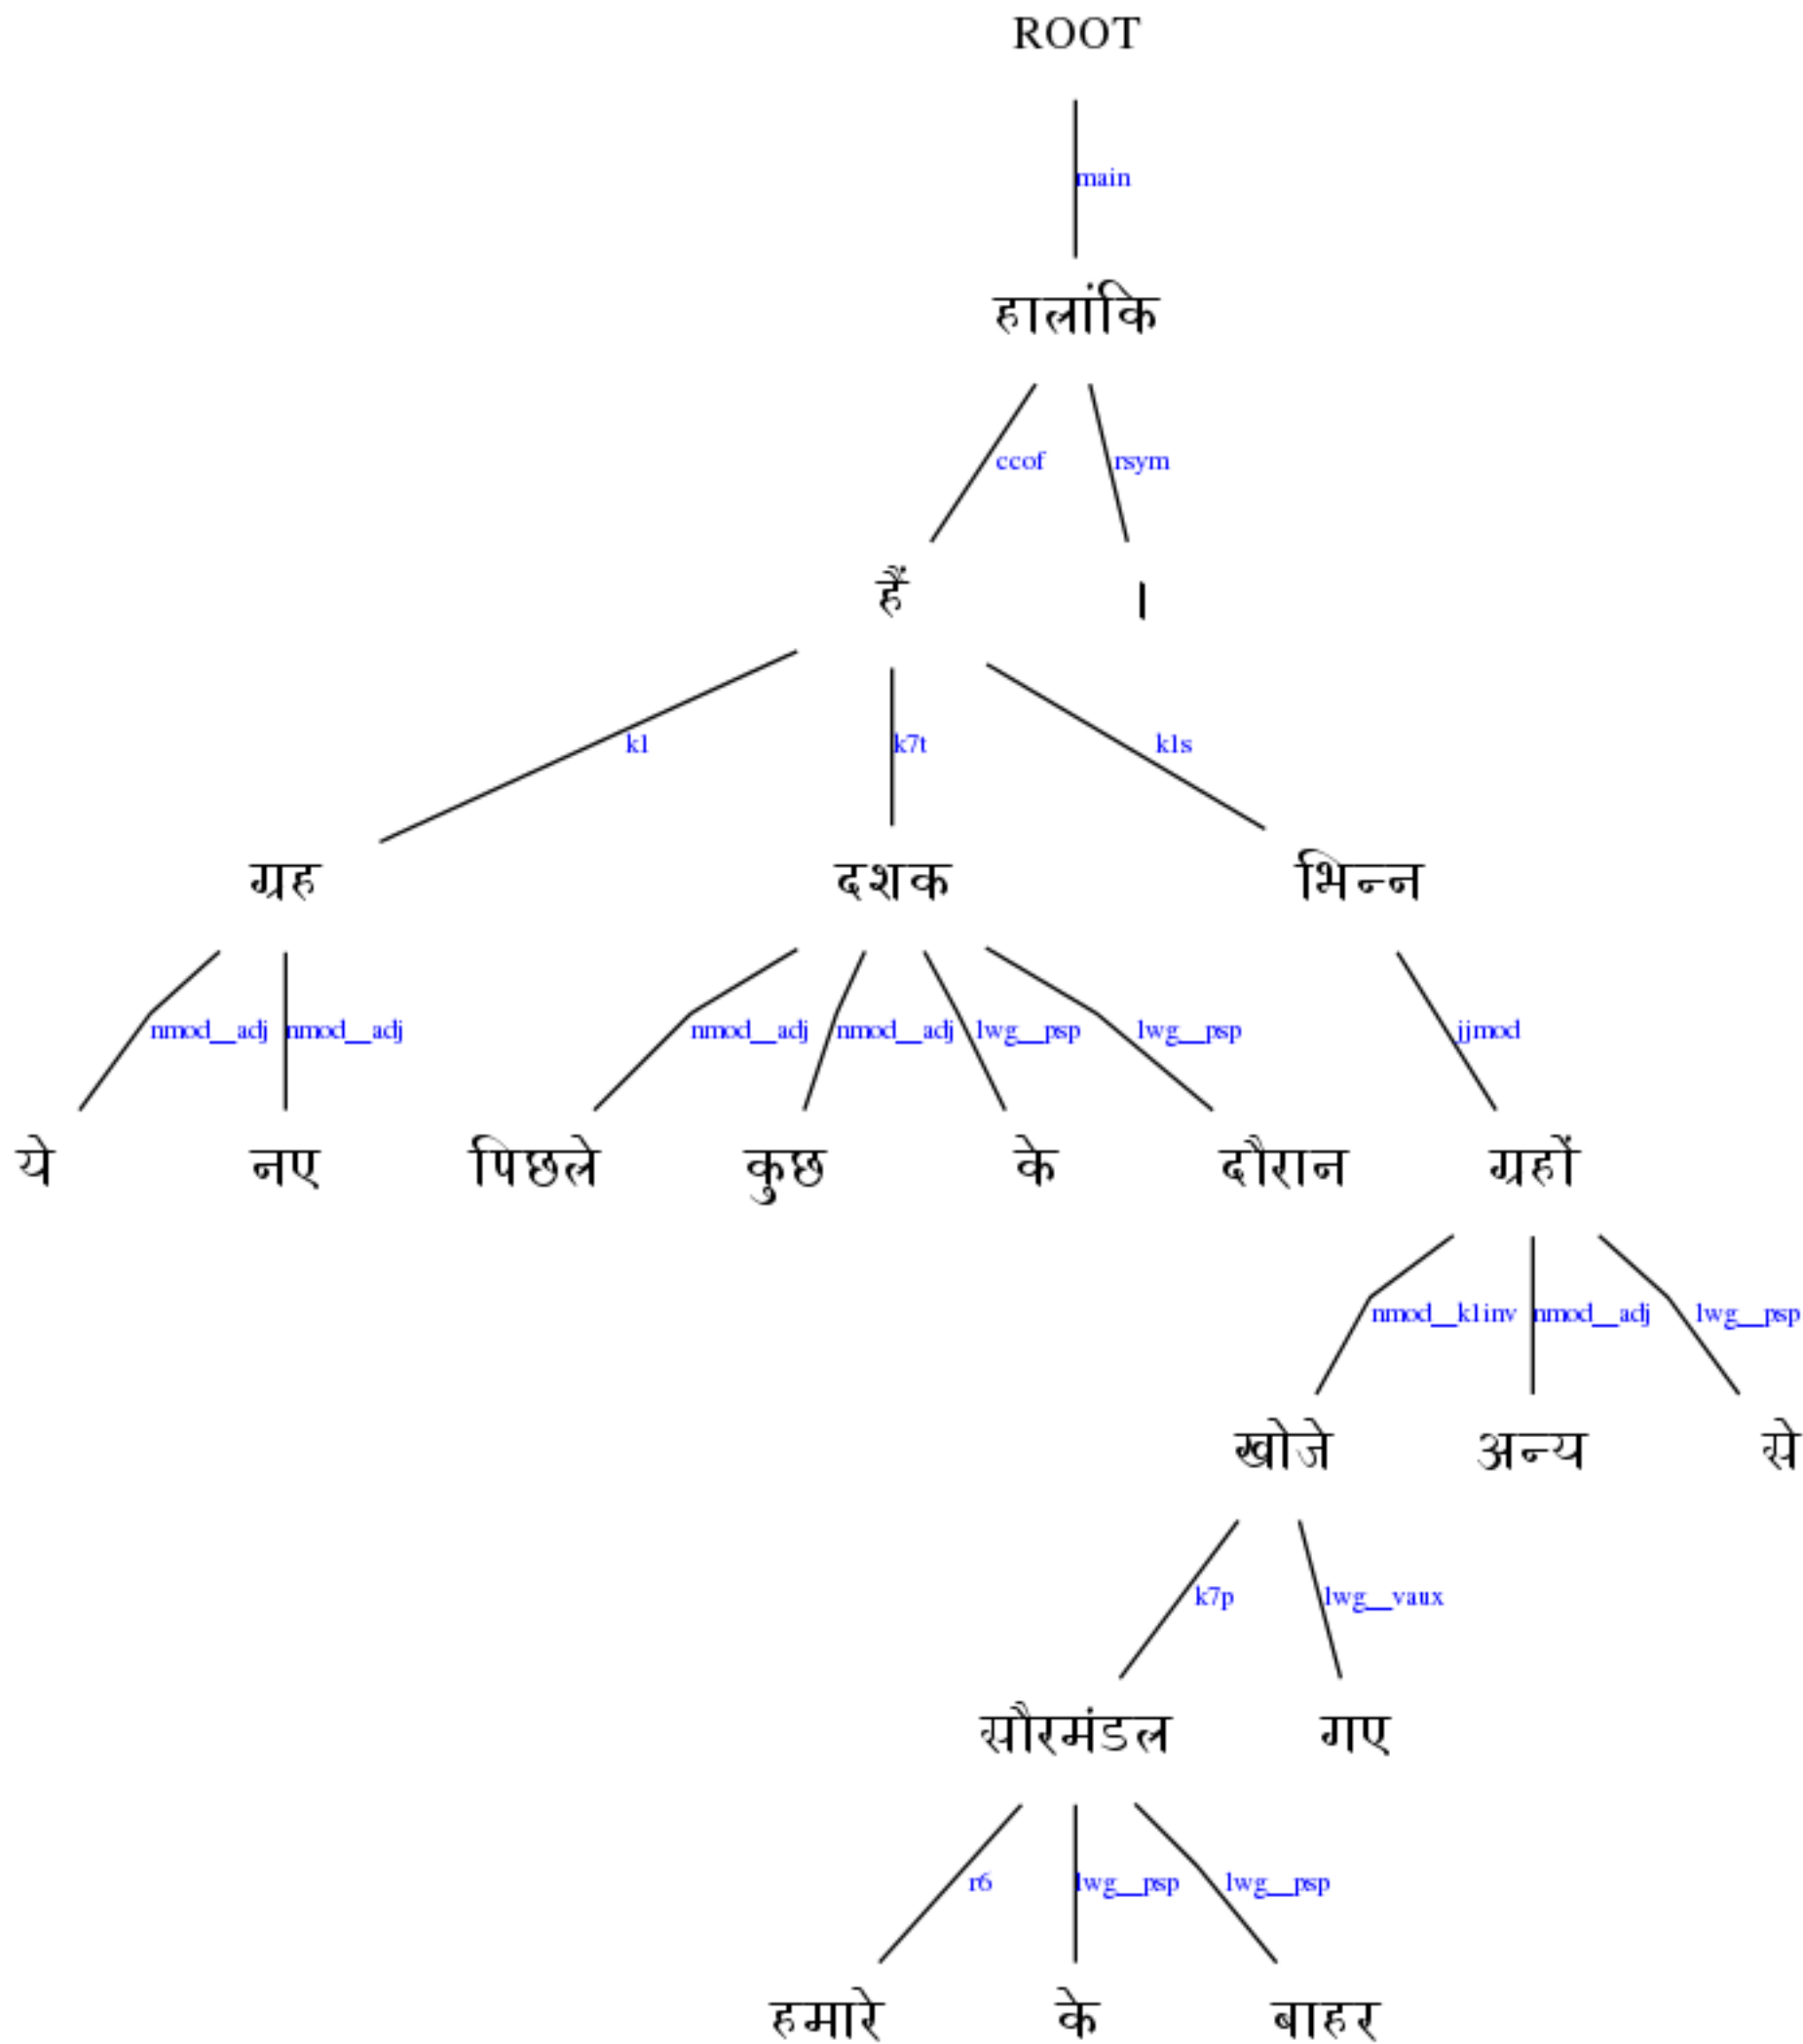 ROOT
main
हालांकि
ccof rsym
हैं ।
k1 k7t k1s
ग्रह दशक भिन्न
nmod__adj nmod__adj nmod__adj nmod__adj lwg__psp lwg__psp jjmod
ये नए पिछले कुछ के दौरान ग्रहों
nmod__k1inv nmod__adj lwg__psp
खोजे अन्य से
k7p lwg__vaux
सौरमंडल गए
r6 lwg__psp lwg__psp
हमारे के बाहर